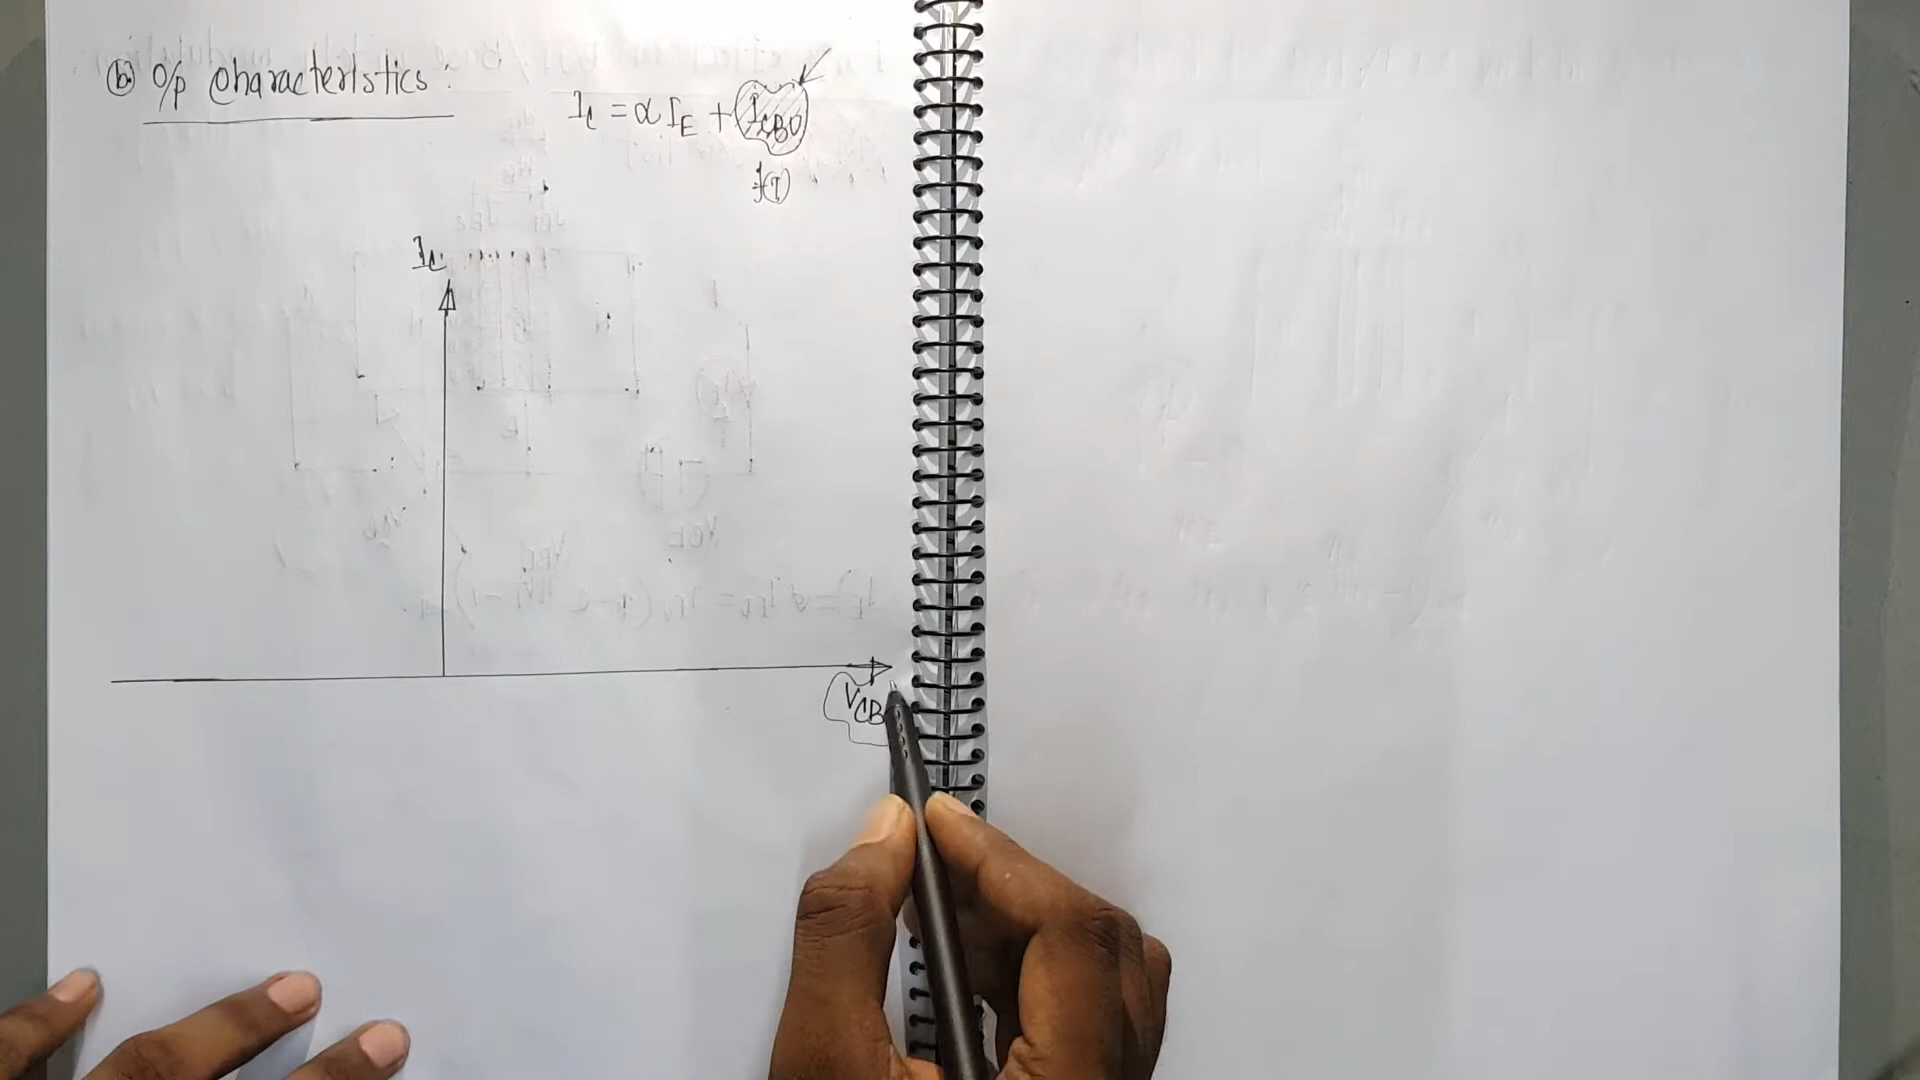 (b) O/p characteristics :
I_C = α I_E + I_CBO
f(T)
I_C
V_CB